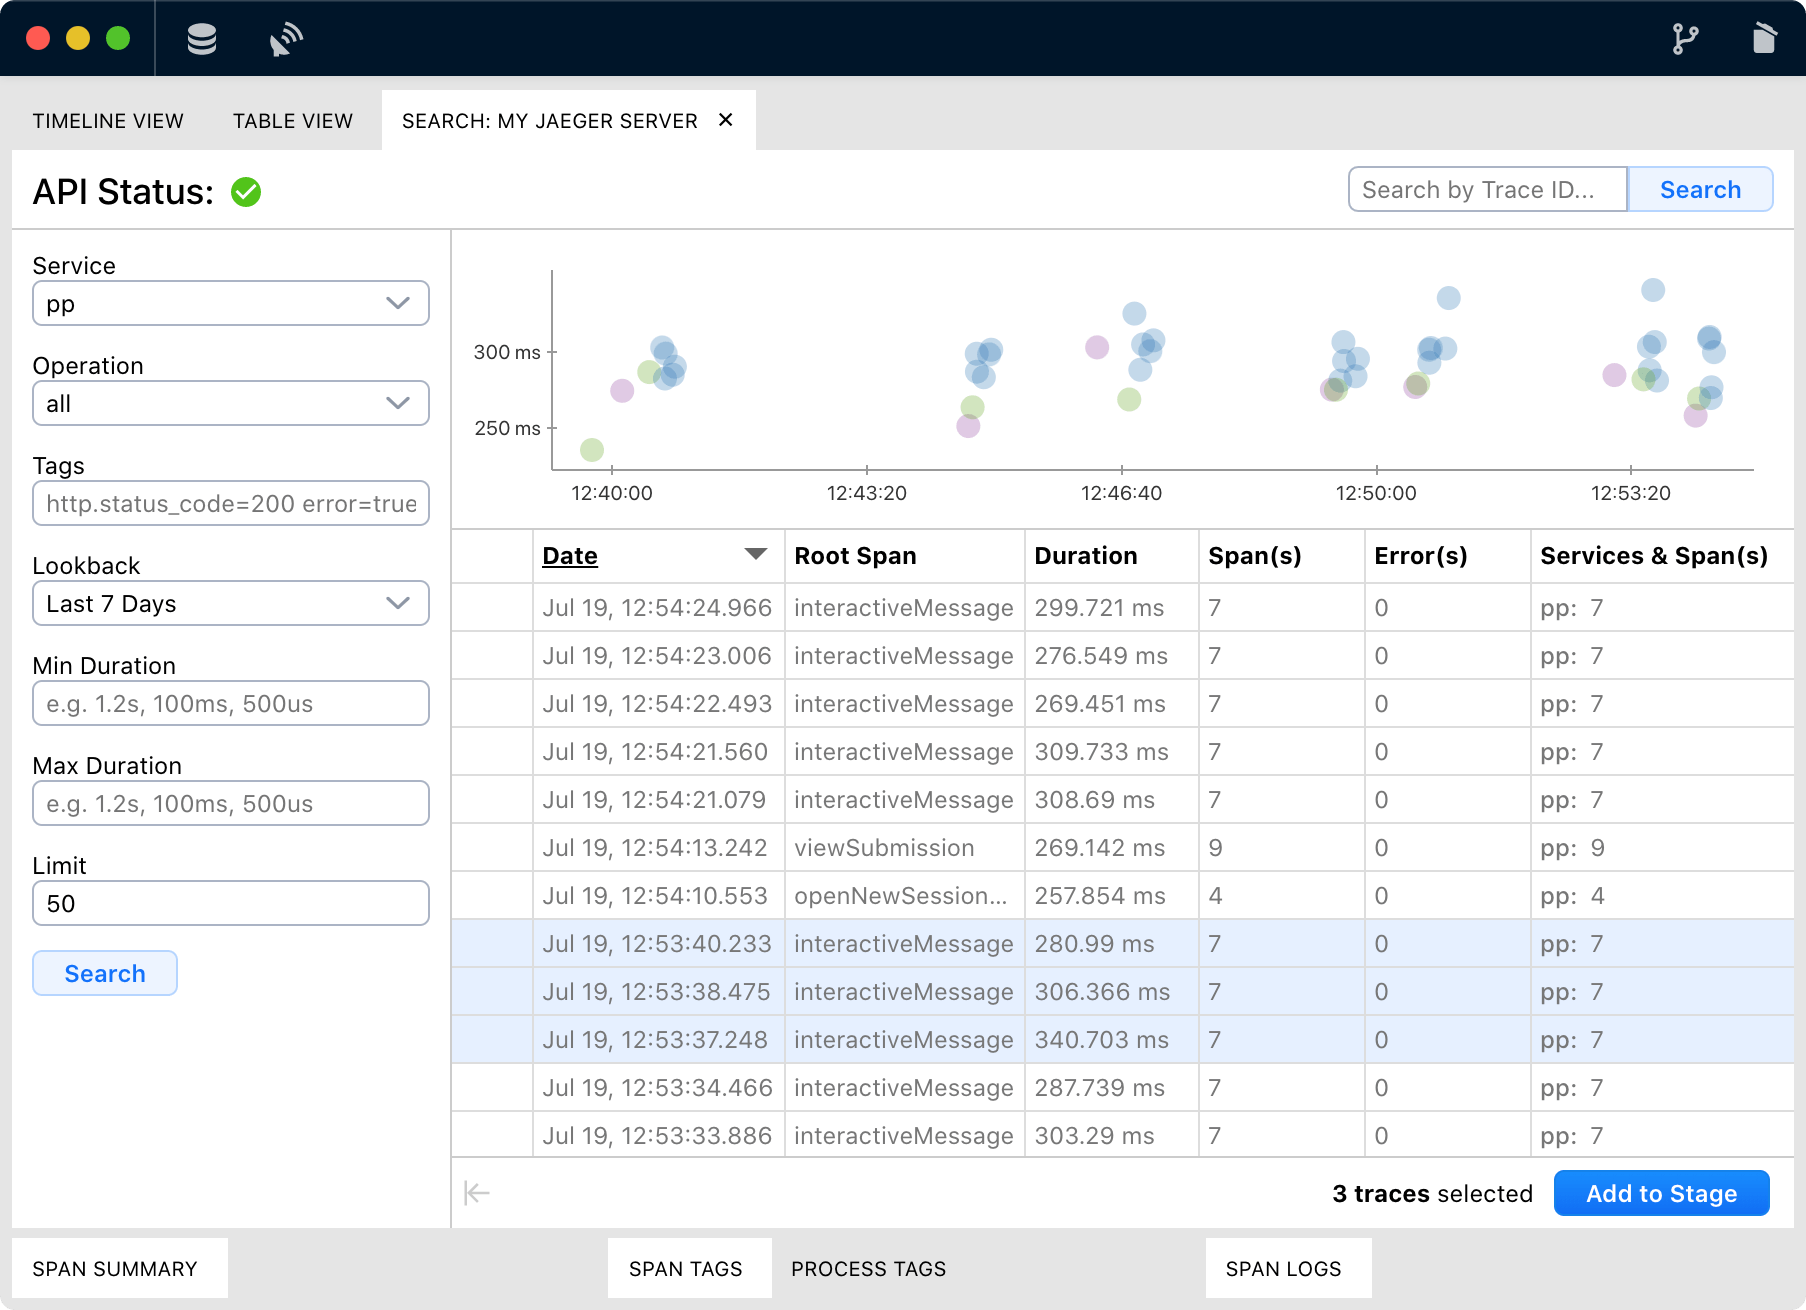 TIMELINE VIEW TABLE VIEW SEARCH: MY JAEGER SERVER ✕
API Status:
Search by Trace ID... Search
Service
pp
Operation
all
Tags
http.status_code=200 error=true
Lookback
Last 7 Days
Min Duration
e.g. 1.2s, 100ms, 500us
Max Duration
e.g. 1.2s, 100ms, 500us
Limit
50
Search
300 ms
250 ms
12:40:00 12:43:20 12:46:40 12:50:00 12:53:20
Date Root Span Duration Span(s) Error(s) Services & Span(s)
Jul 19, 12:54:24.966 interactiveMessage 299.721 ms 7 0 pp: 7
Jul 19, 12:54:23.006 interactiveMessage 276.549 ms 7 0 pp: 7
Jul 19, 12:54:22.493 interactiveMessage 269.451 ms 7 0 pp: 7
Jul 19, 12:54:21.560 interactiveMessage 309.733 ms 7 0 pp: 7
Jul 19, 12:54:21.079 interactiveMessage 308.69 ms 7 0 pp: 7
Jul 19, 12:54:13.242 viewSubmission 269.142 ms 9 0 pp: 9
Jul 19, 12:54:10.553 openNewSession... 257.854 ms 4 0 pp: 4
Jul 19, 12:53:40.233 interactiveMessage 280.99 ms 7 0 pp: 7
Jul 19, 12:53:38.475 interactiveMessage 306.366 ms 7 0 pp: 7
Jul 19, 12:53:37.248 interactiveMessage 340.703 ms 7 0 pp: 7
Jul 19, 12:53:34.466 interactiveMessage 287.739 ms 7 0 pp: 7
Jul 19, 12:53:33.886 interactiveMessage 303.29 ms 7 0 pp: 7
3 traces selected Add to Stage
SPAN SUMMARY SPAN TAGS PROCESS TAGS SPAN LOGS